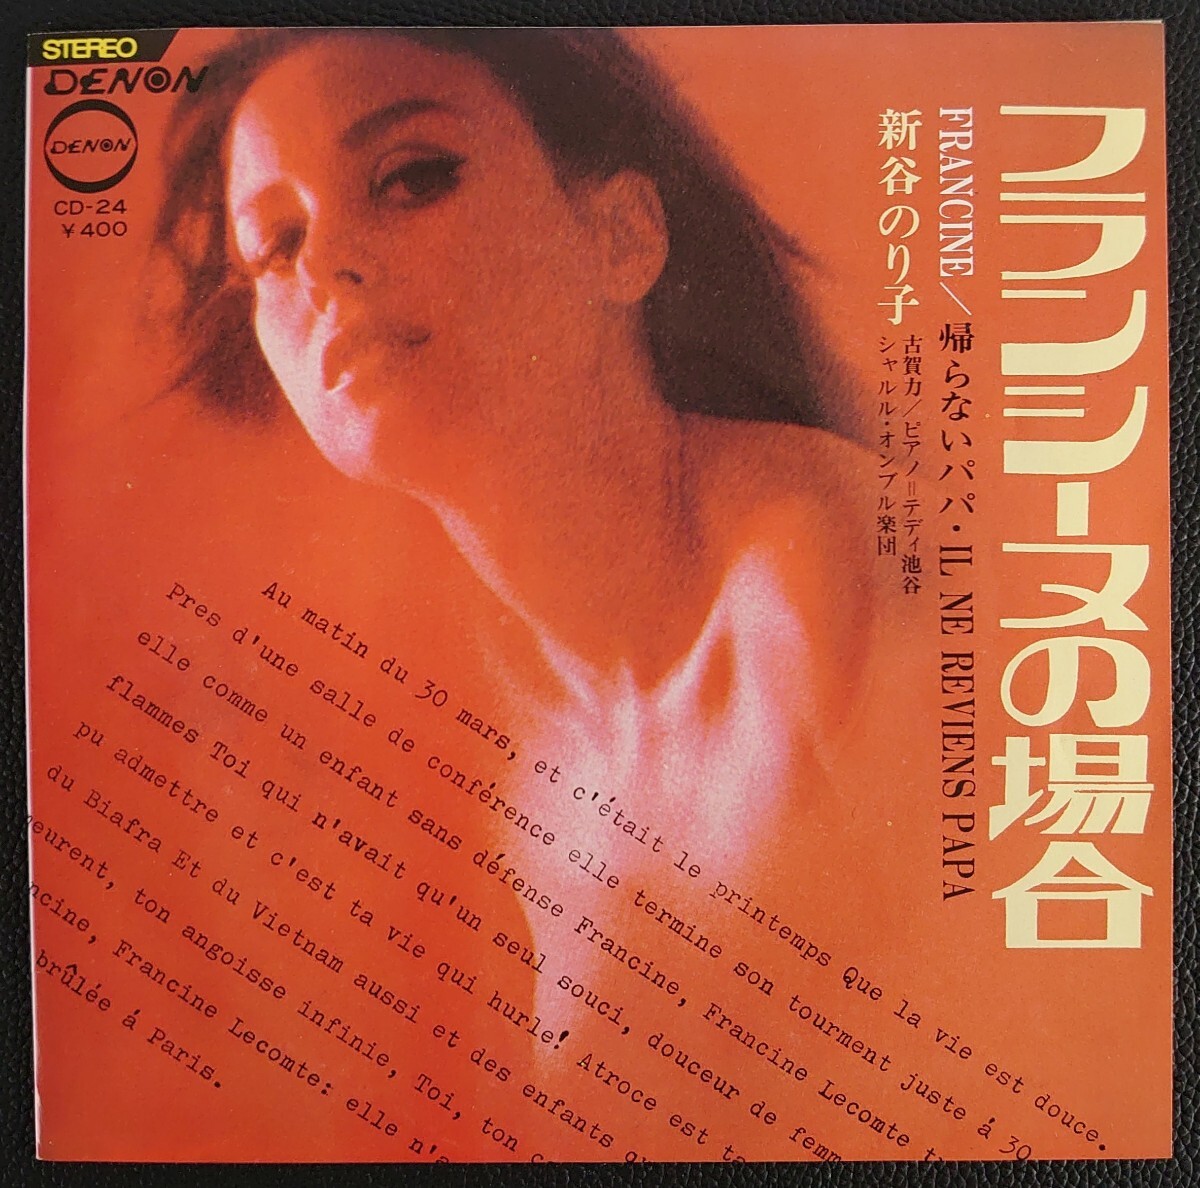 STEREO
DENON
DENON
CD-24
¥400
フランシーヌの場合
FRANCINE/帰らないパパ・IL NE REVIENS PAPA
新谷のり子
古賀力/ピアノ=テディ池谷
シャルル・オンブル楽団
Au matin du 30 mars, et c'était le printemps Que la vie est douce.
Pres d'une salle de conférence elle termine son tourment juste á 30
elle comme un enfant sans défense Francine, Francine Lecomte
flammes Toi qui n'avait qu'un seul souci, douceur de femm
pu admettre et c'est ta vie qui hurle! Atroce est ta
du Biafra Et du Vietnam aussi et des enfants qu
meurent, ton angoisse infinie, Toi, ton
ncine, Francine Lecomte: elle n'a
brûlée á Paris.